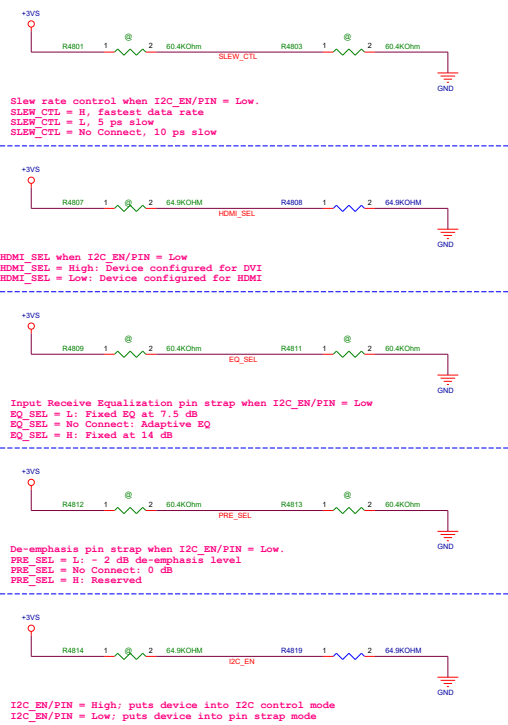 +3VS
@ @
R4801 1 2 60.4KOhm R4803 1 2 60.4KOhm
SLEW_CTL
GND
Slew rate control when I2C_EN/PIN = Low.
SLEW_CTL = H, fastest data rate
SLEW_CTL = L, 5 ps slow
SLEW_CTL = No Connect, 10 ps slow
+3VS
R4807 1 @ 2 64.9KOHM R4808 1 2 64.9KOHM
HDMI_SEL
GND
HDMI_SEL when I2C_EN/PIN = Low
HDMI_SEL = High: Device configured for DVI
HDMI_SEL = Low: Device configured for HDMI
+3VS
@ @
R4809 1 2 60.4KOhm R4811 1 2 60.4KOhm
EQ_SEL
GND
Input Receive Equalization pin strap when I2C_EN/PIN = Low
EQ_SEL = L: Fixed EQ at 7.5 dB
EQ_SEL = No Connect: Adaptive EQ
EQ_SEL = H: Fixed at 14 dB
+3VS
@ @
R4812 1 2 60.4KOhm R4813 1 2 60.4KOhm
PRE_SEL
GND
De-emphasis pin strap when I2C_EN/PIN = Low.
PRE_SEL = L: - 2 dB de-emphasis level
PRE_SEL = No Connect: 0 dB
PRE_SEL = H: Reserved
+3VS
R4814 1 @ 2 64.9KOHM R4819 1 2 64.9KOHM
I2C_EN
GND
I2C_EN/PIN = High; puts device into I2C control mode
I2C_EN/PIN = Low; puts device into pin strap mode